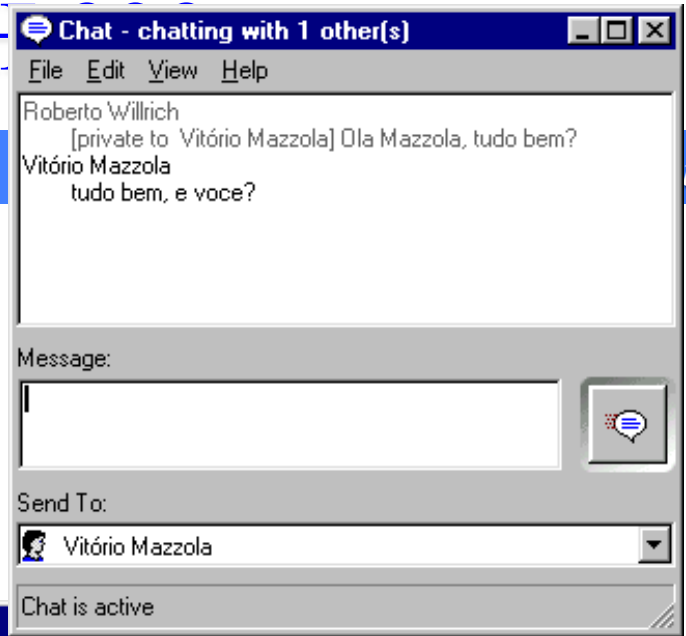 Chat - chatting with 1 other(s)
File Edit View Help
Roberto Willrich
[private to Vitório Mazzola] Ola Mazzola, tudo bem?
Vitório Mazzola
tudo bem, e voce?
Message:
Send To:
Vitório Mazzola
Chat is active